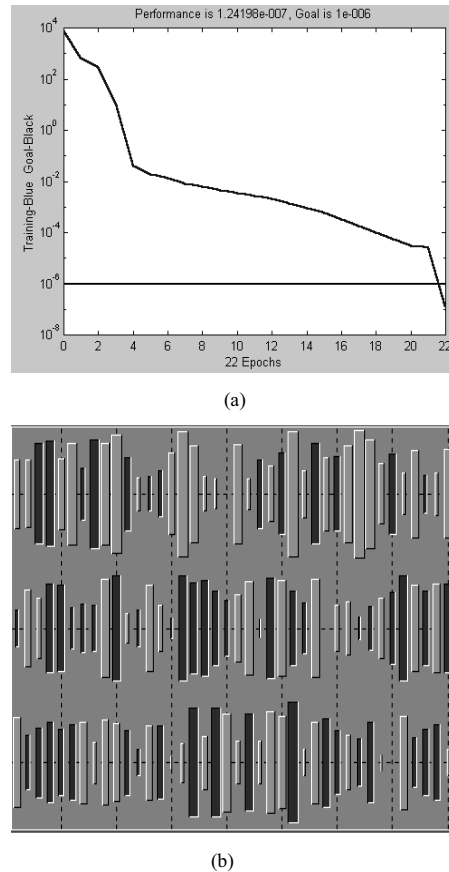 Performance is 1.24198e-007, Goal is 1e-006
Training-Blue Goal-Black
10^4
10^2
10^0
10^-2
10^-4
10^-6
10^-8
0 2 4 6 8 10 12 14 16 18 20 22
22 Epochs
(a)
(b)